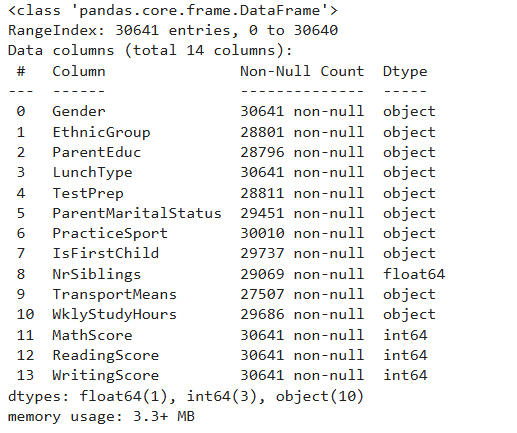 <class 'pandas.core.frame.DataFrame'>
RangeIndex: 30641 entries, 0 to 30640
Data columns (total 14 columns):
 #   Column               Non-Null Count  Dtype
---  ------               --------------  -----
 0   Gender               30641 non-null  object
 1   EthnicGroup          28801 non-null  object
 2   ParentEduc           28796 non-null  object
 3   LunchType            30641 non-null  object
 4   TestPrep             28811 non-null  object
 5   ParentMaritalStatus  29451 non-null  object
 6   PracticeSport        30010 non-null  object
 7   IsFirstChild         29737 non-null  object
 8   NrSiblings           29069 non-null  float64
 9   TransportMeans       27507 non-null  object
 10  WklyStudyHours       29686 non-null  object
 11  MathScore            30641 non-null  int64
 12  ReadingScore         30641 non-null  int64
 13  WritingScore         30641 non-null  int64
dtypes: float64(1), int64(3), object(10)
memory usage: 3.3+ MB